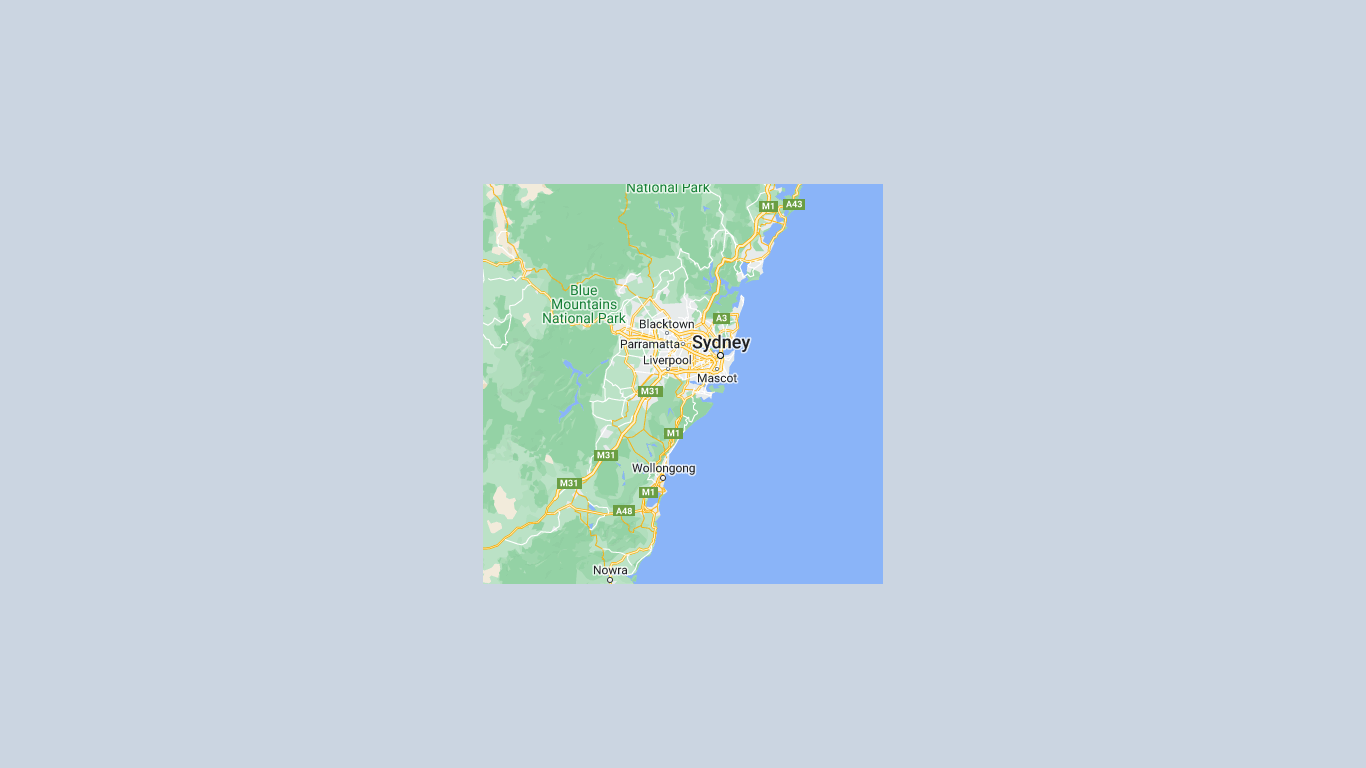 National Park
M1
A43
Blue
Mountains
National Park
A3
Blacktown
Sydney
Parramatta
Liverpool
Mascot
M31
M1
M31
Wollongong
M31
M1
A48
Nowra